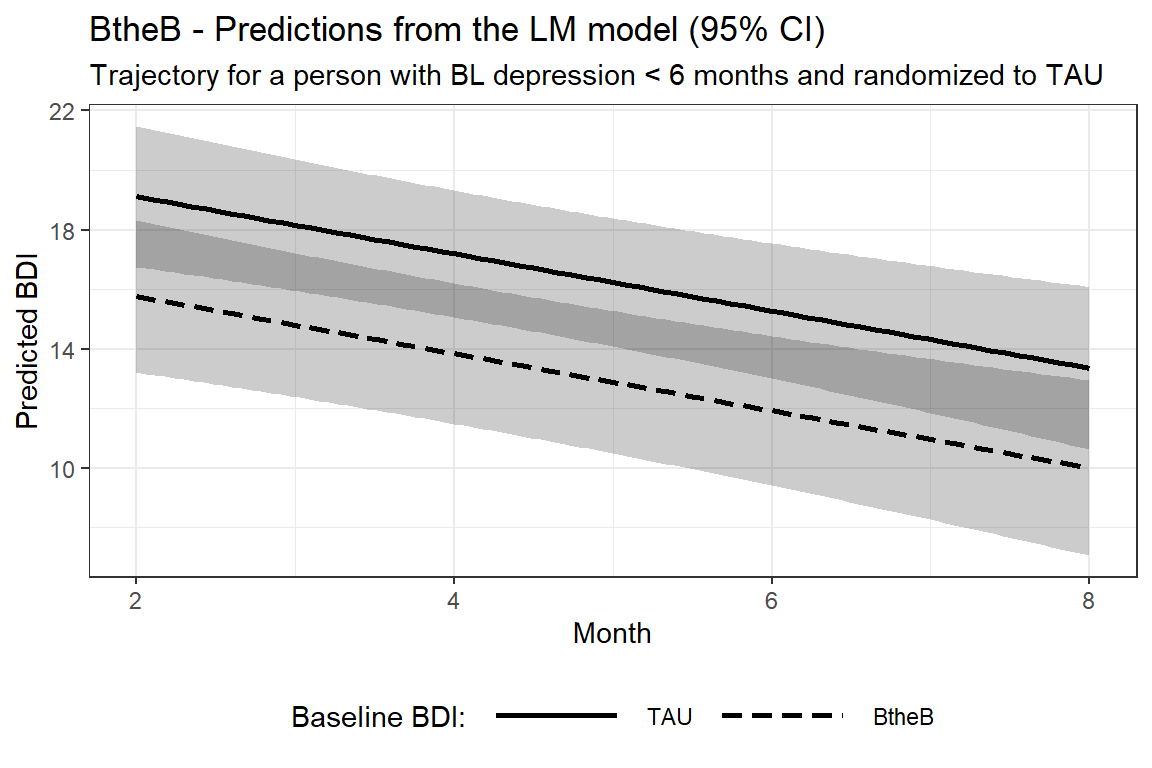 BtheB - Predictions from the LM model (95% CI)
Trajectory for a person with BL depression < 6 months and randomized to TAU
22
18
14
10
Predicted BDI
2 4 6 8
Month
Baseline BDI: TAU BtheB